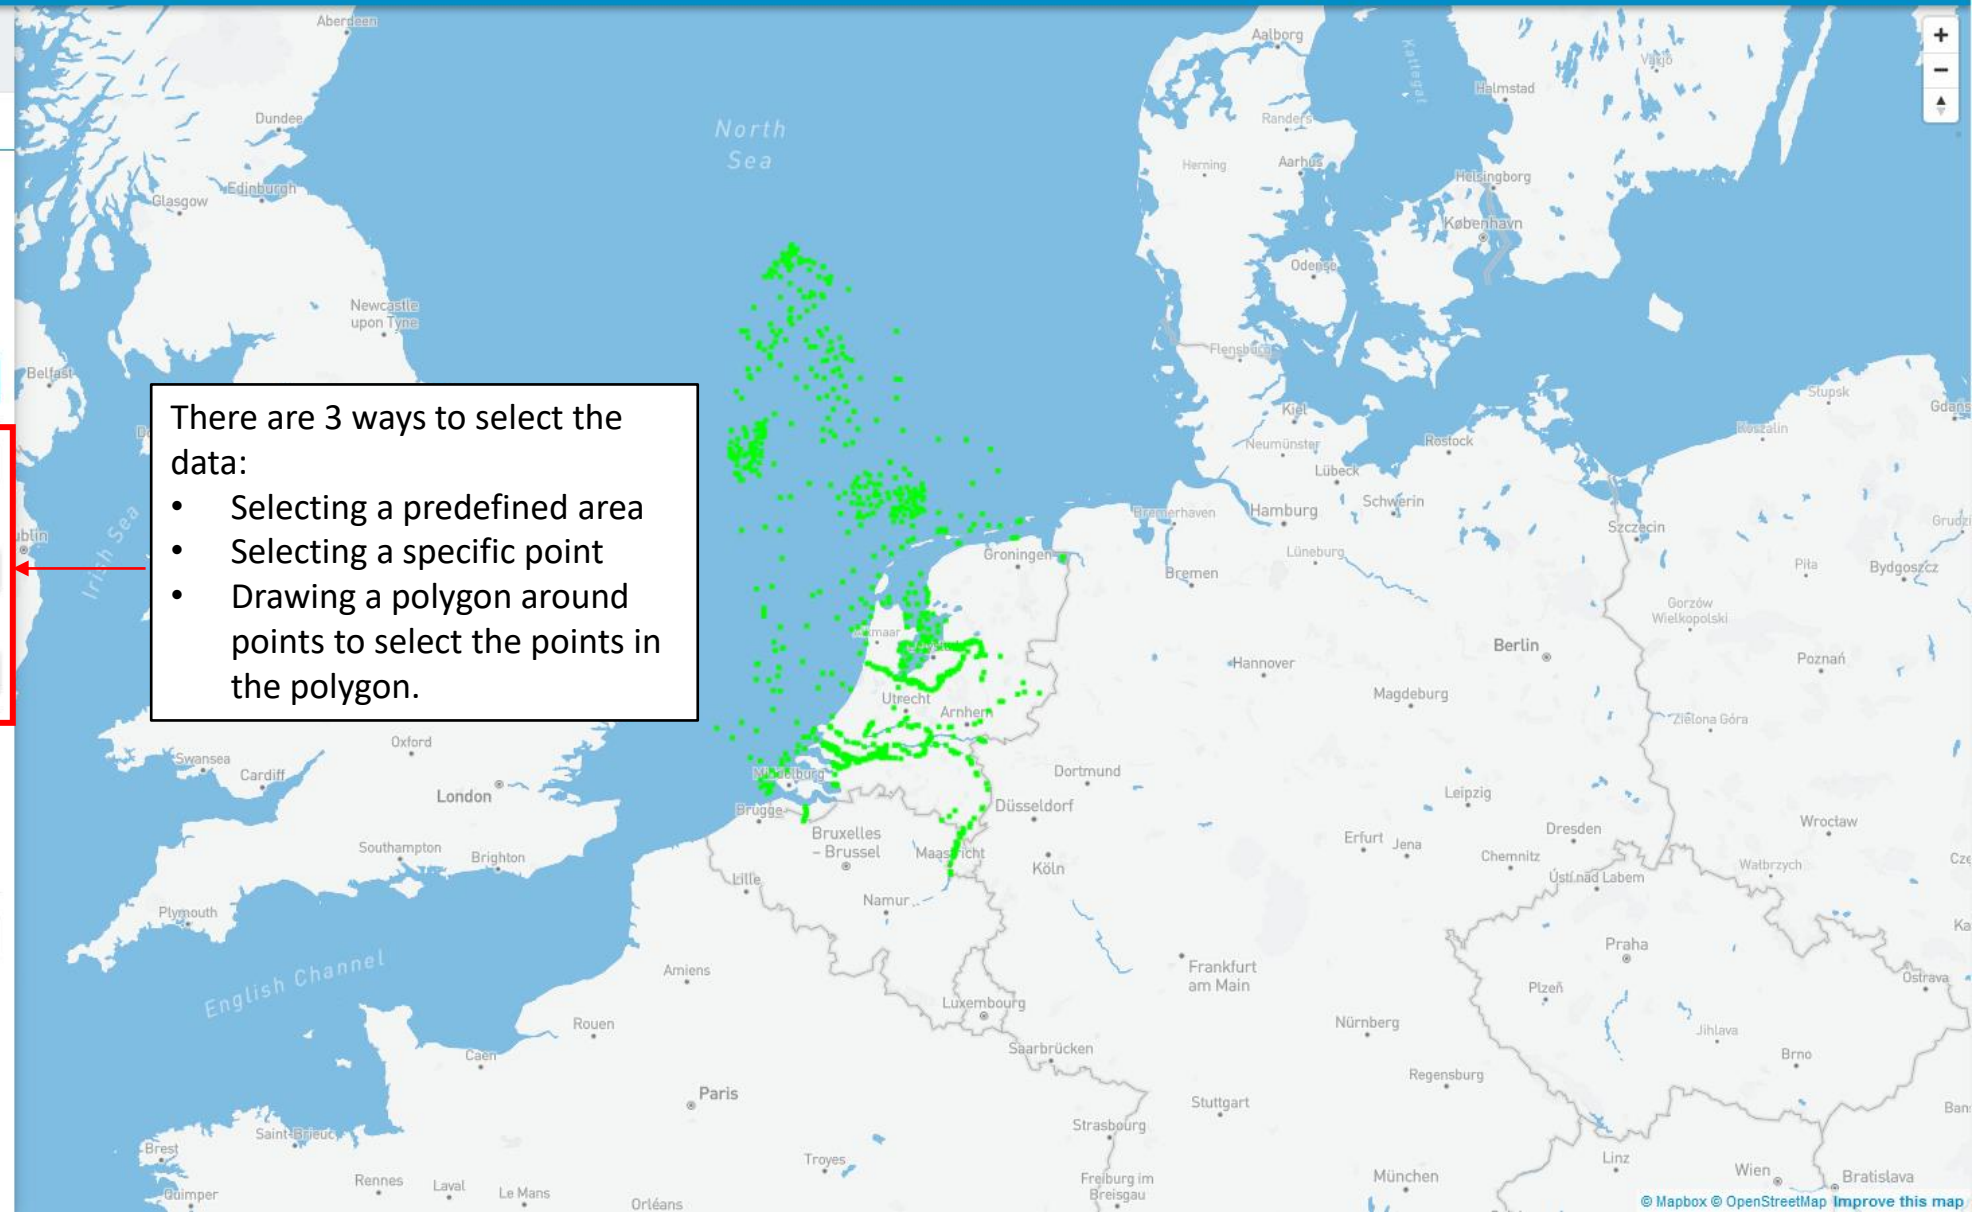 Aberdeen
Aalborg
Kattegat
Växjö
Halmstad
Dundee
North
Sea
Randers
Herning
Aarhus
Helsingborg
Edinburgh
Glasgow
København
Odense
Newcastle
upon Tyne
Flensburg
Belfast
Słupsk
Kiel
Koszalin
Neumünster
Rostock
Lübeck
There are 3 ways to select the
data:
• Selecting a predefined area
• Selecting a specific point
• Drawing a polygon around
points to select the points in
the polygon.
Irish Sea
Bremerhaven
Hamburg
Schwerin
Szczecin
Groningen
Lüneburg
Bremen
Piła
Bydgoszcz
Gorzów
Wielkopolski
Berlin
Hannover
Poznań
Utrecht
Arnhem
Magdeburg
Zielona Góra
Oxford
Swansea
Cardiff
London
Middelburg
Dortmund
Brugge
Düsseldorf
Leipzig
Bruxelles
– Brussel
Maastricht
Köln
Erfurt
Jena
Dresden
Chemnitz
Wrocław
Wałbrzych
Southampton
Brighton
Lille
Ústí nad Labem
Namur
Plymouth
English Channel
Amiens
Frankfurt
am Main
Praha
Plzeň
Ostrava
Luxembourg
Rouen
Nürnberg
Jihlava
Caen
Saarbrücken
Brno
Regensburg
Paris
Stuttgart
Strasbourg
Saint-Brieuc
Brest
Troyes
Linz
Wien
Bratislava
Rennes
Laval
Le Mans
Quimper
Orléans
Freiburg im
Breisgau
München
© Mapbox © OpenStreetMap Improve this map